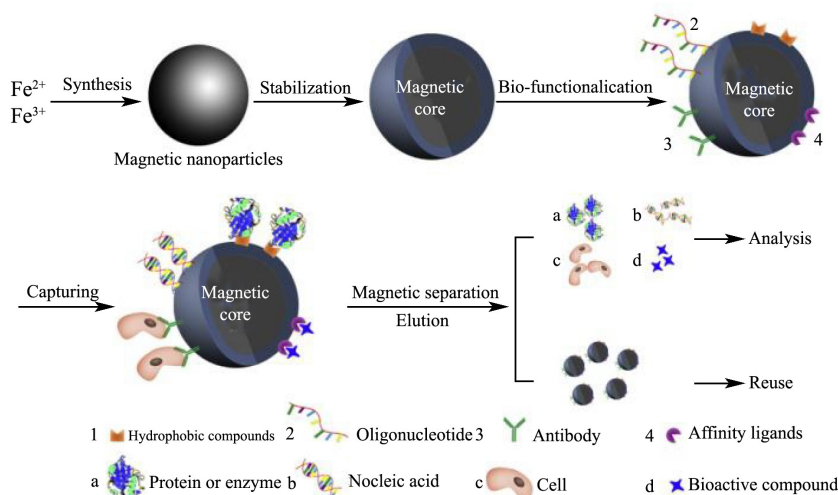 Fe2+
Fe3+
Synthesis
Magnetic nanoparticles
Stabilization
Magnetic
core
Bio-functionalication
2
Magnetic
core
3
4
Capturing
Magnetic
core
Magnetic separation
Elution
a
b
c
d
Analysis
Reuse
1 Hydrophobic compounds 2 Oligonucleotide 3 Antibody 4 Affinity ligands
a Protein or enzyme b Nocleic acid c Cell d Bioactive compound